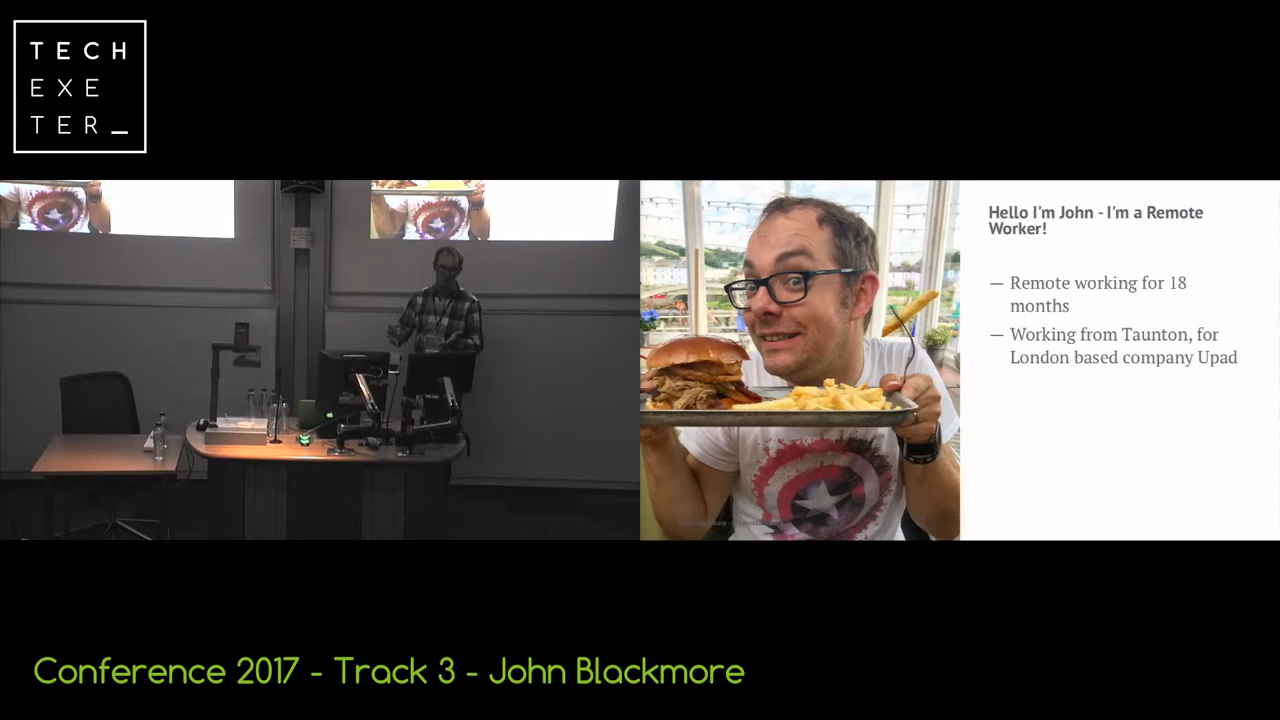 TECH
EXE
TER_
Hello I'm John - I'm a Remote
Worker!
— Remote working for 18
months
— Working from Taunton, for
London based company Upad
Conference 2017 - Track 3 - John Blackmore